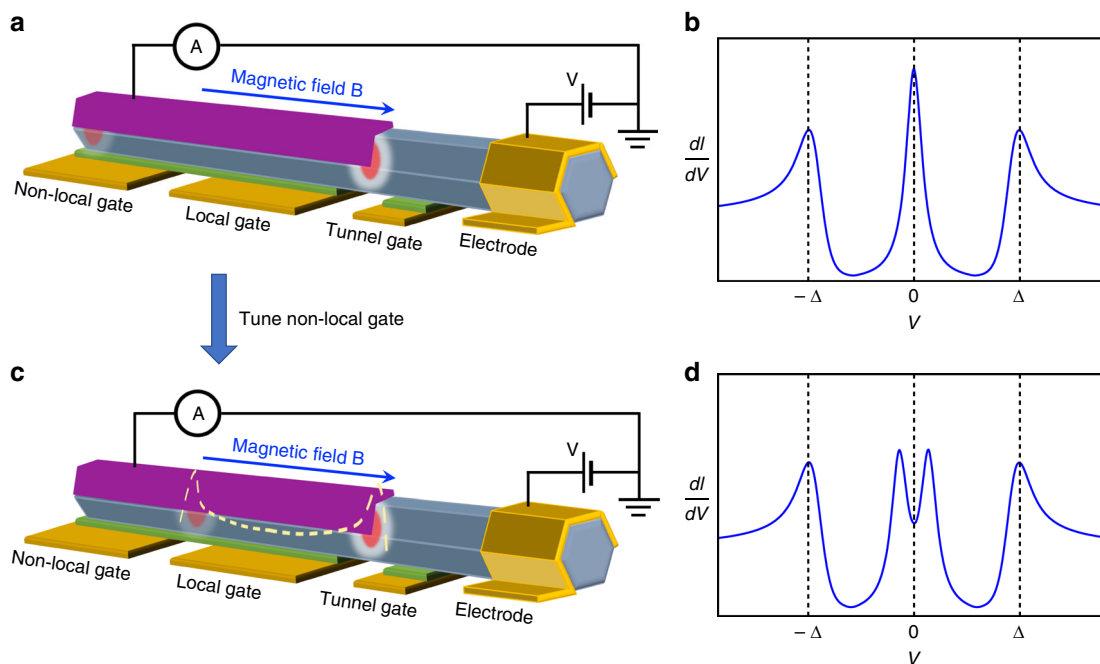 a
A
Magnetic field B
V
Non-local gate
Local gate
Tunnel gate
Electrode
b
dI
dV
− Δ
0
Δ
V
Tune non-local gate
c
A
Magnetic field B
V
Non-local gate
Local gate
Tunnel gate
Electrode
d
dI
dV
− Δ
0
Δ
V